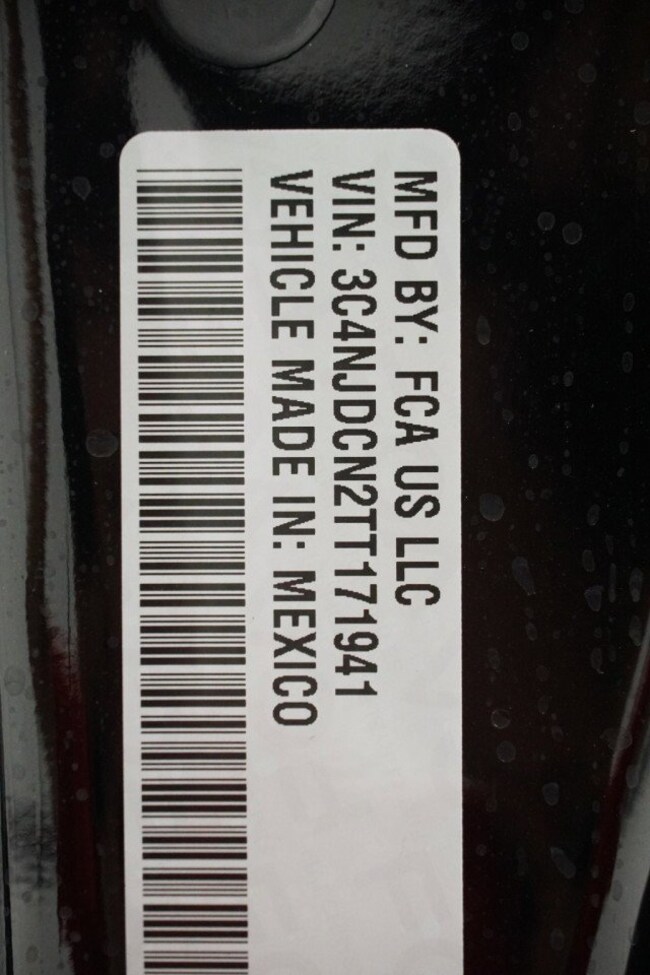 MFD BY: FCA US LLC
VIN: 3C4NJDCN2TT171941
VEHICLE MADE IN: MEXICO